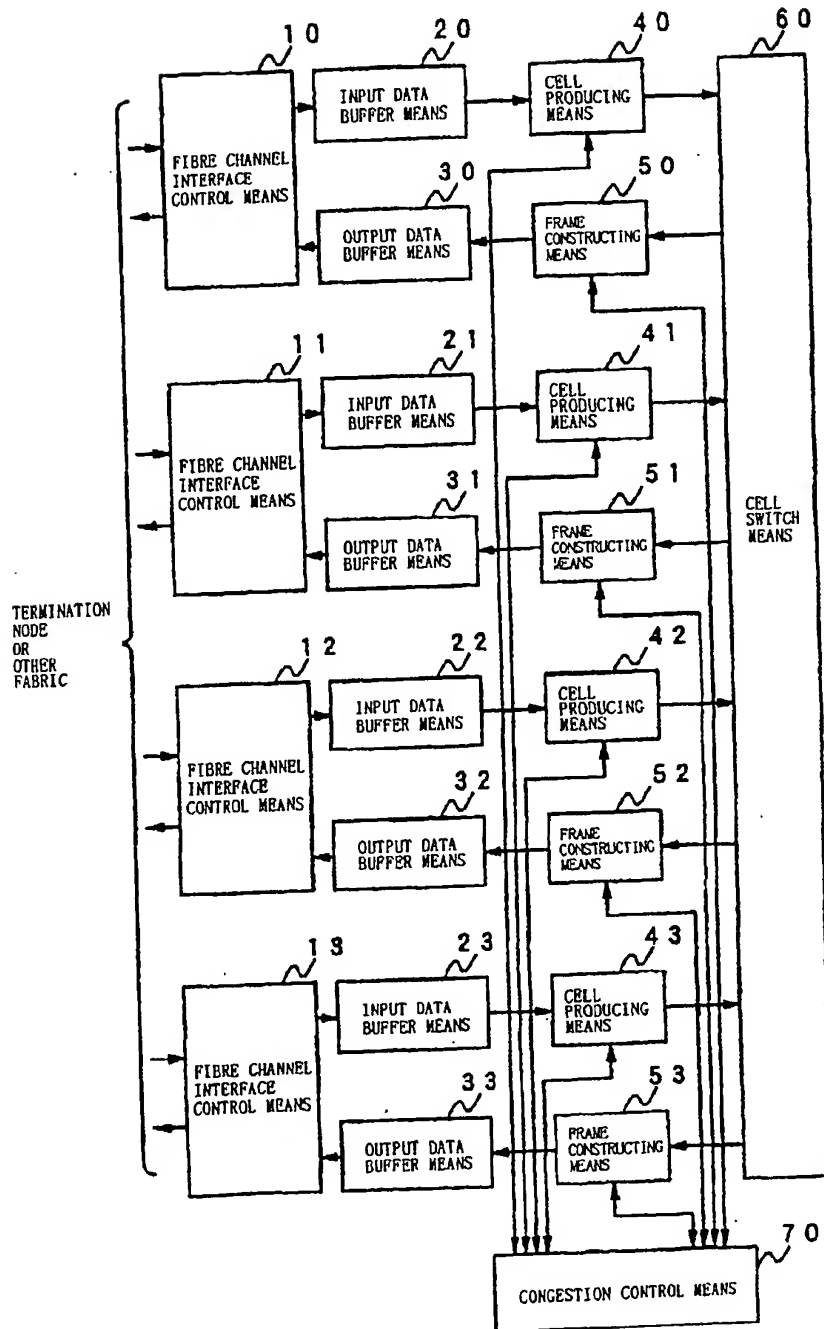 10
20
40
60
INPUT DATA
BUFFER MEANS
CELL
PRODUCING
MEANS
FIBRE CHANNEL
INTERFACE
CONTROL MEANS
30
50
OUTPUT DATA
BUFFER MEANS
FRAME
CONSTRUCTING
MEANS
11
21
41
INPUT DATA
BUFFER MEANS
CELL
PRODUCING
MEANS
FIBRE CHANNEL
INTERFACE
CONTROL MEANS
31
51
OUTPUT DATA
BUFFER MEANS
FRAME
CONSTRUCTING
MEANS
CELL
SWITCH
MEANS
TERMINATION
NODE
OR
OTHER
FABRIC
12
22
42
INPUT DATA
BUFFER MEANS
CELL
PRODUCING
MEANS
FIBRE CHANNEL
INTERFACE
CONTROL MEANS
32
52
OUTPUT DATA
BUFFER MEANS
FRAME
CONSTRUCTING
MEANS
13
23
43
INPUT DATA
BUFFER MEANS
CELL
PRODUCING
MEANS
FIBRE CHANNEL
INTERFACE
CONTROL MEANS
33
53
OUTPUT DATA
BUFFER MEANS
FRAME
CONSTRUCTING
MEANS
70
CONGESTION CONTROL MEANS